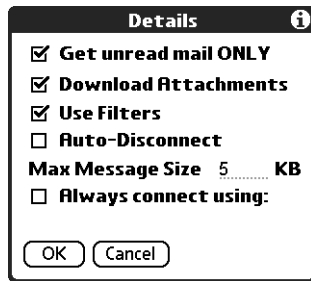 Details
Get unread mail ONLY
Download Attachments
Use Filters
Auto-Disconnect
Max Message Size 5 KB
Always connect using:
OK Cancel